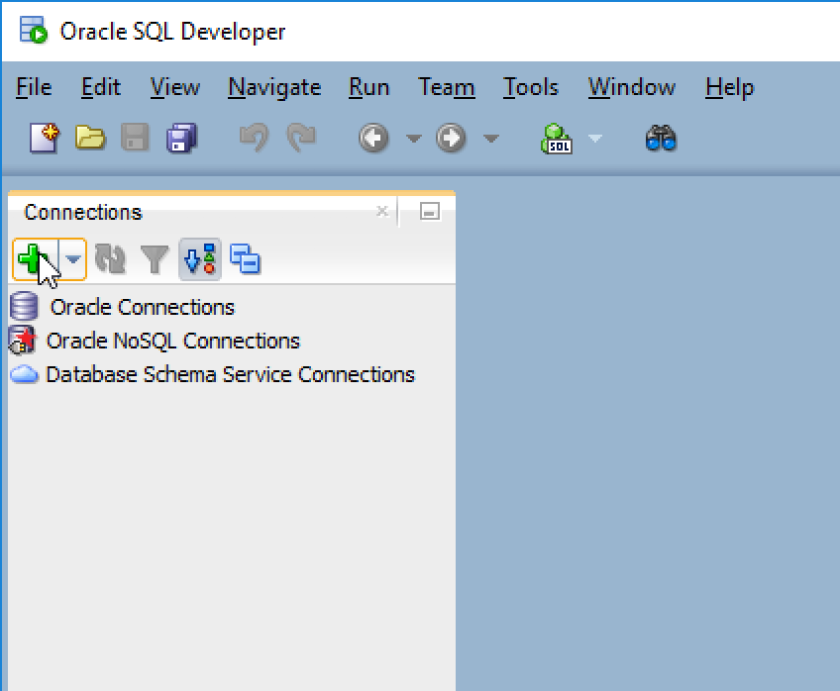 Oracle SQL Developer
File Edit View Navigate Run Team Tools Window Help
SQL
Connections
Oracle Connections
Oracle NoSQL Connections
Database Schema Service Connections